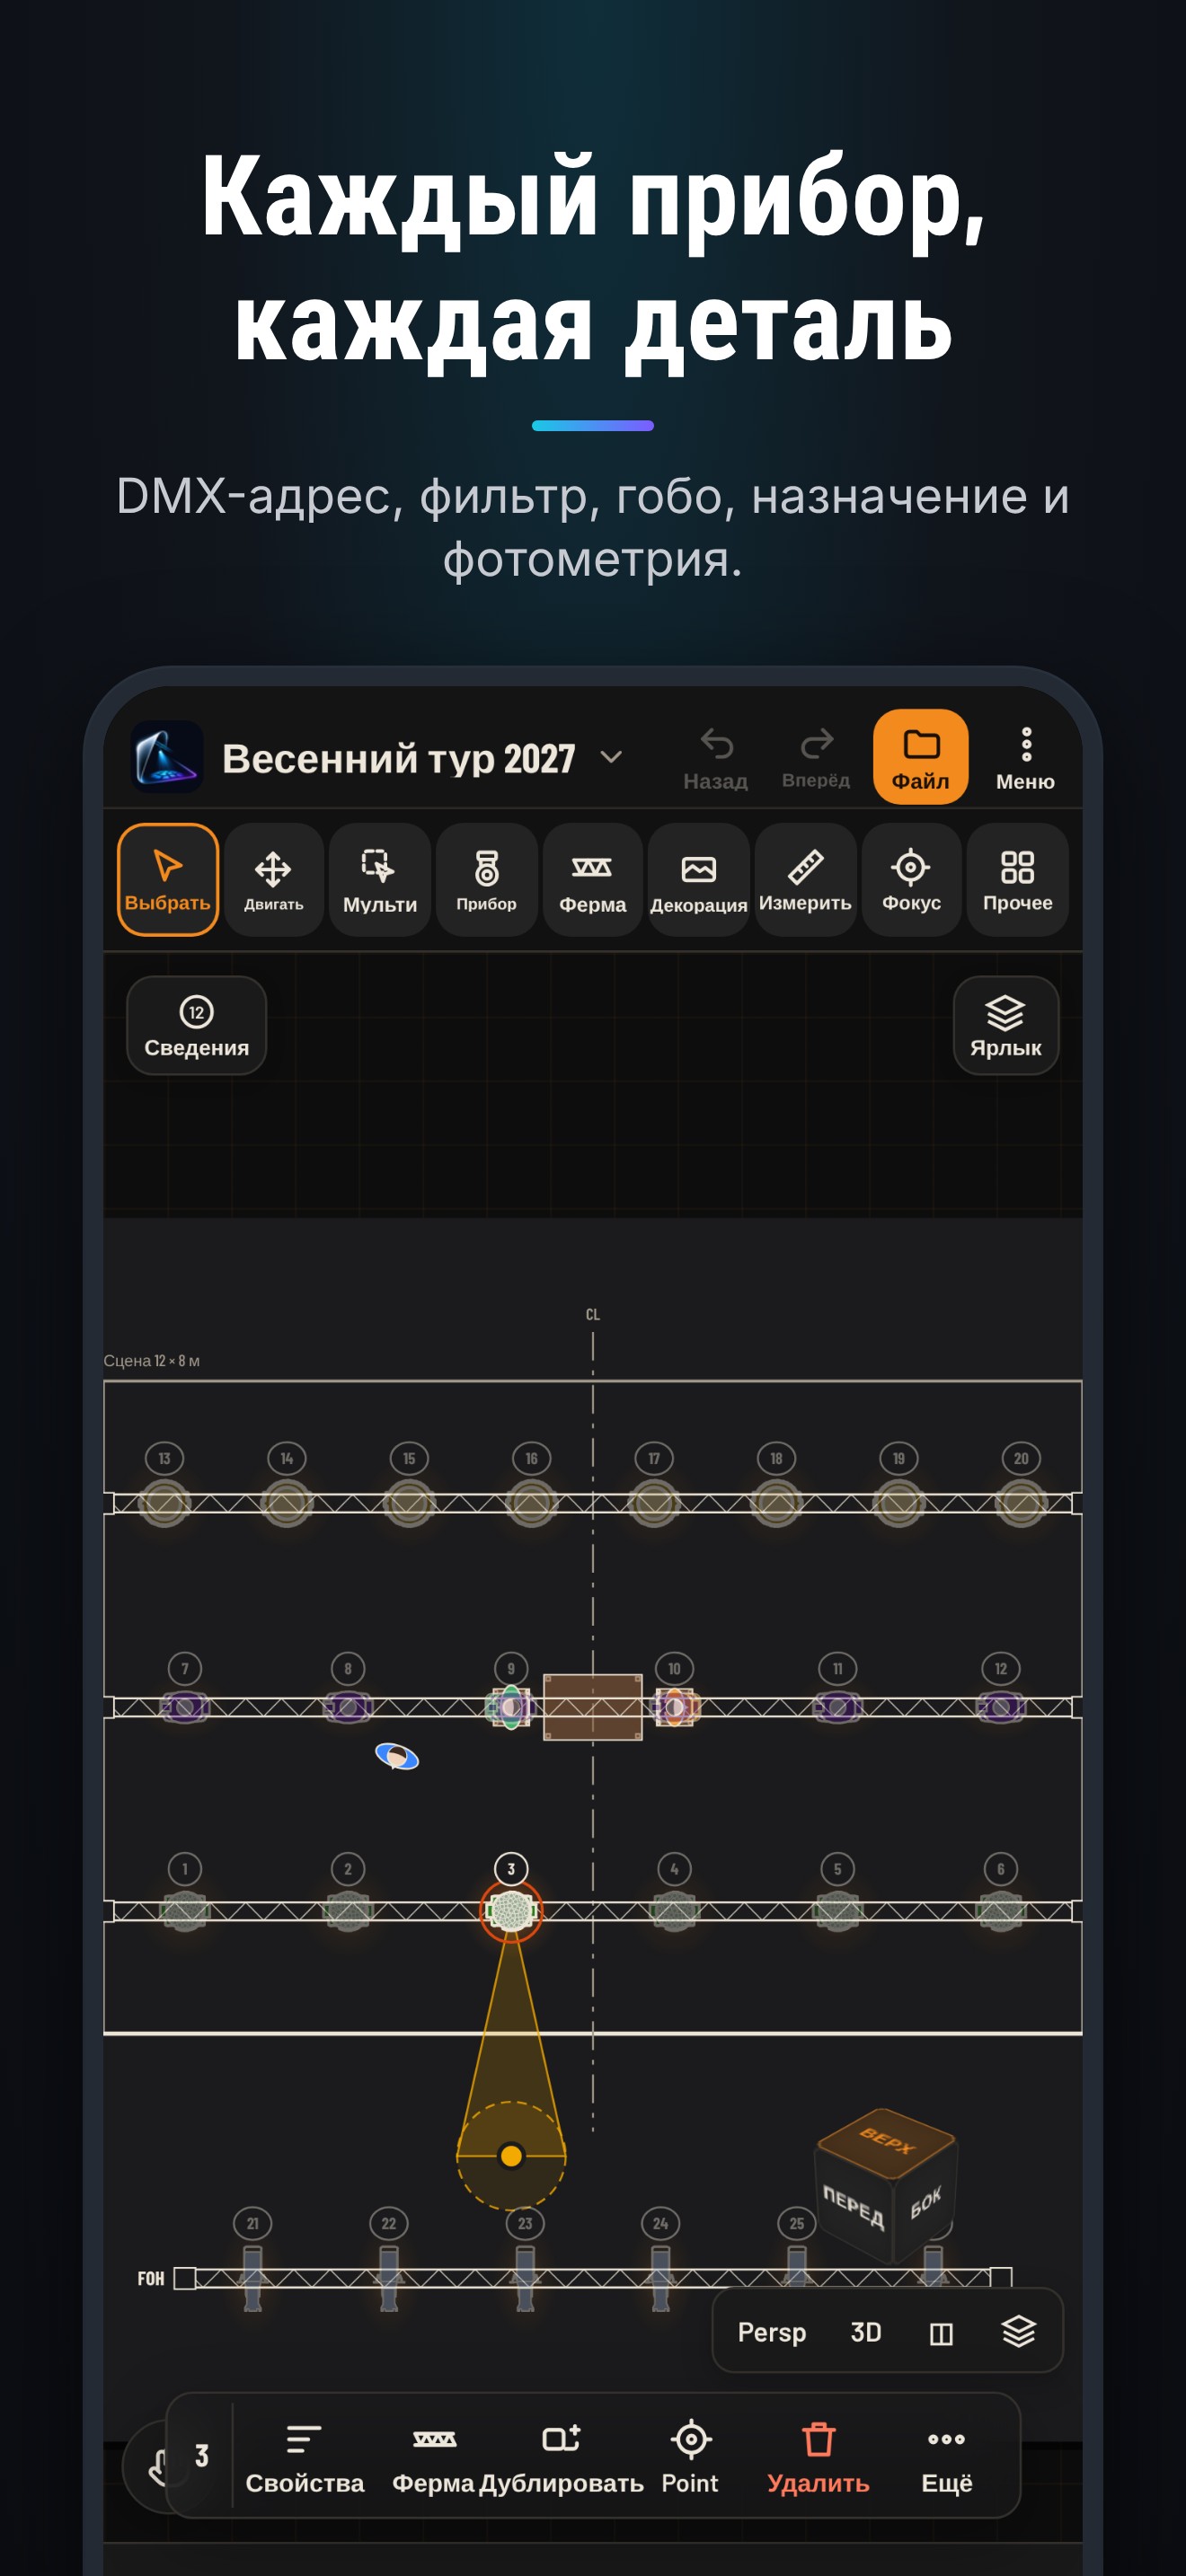 Каждый прибор,
каждая деталь
DMX-адрес, фильтр, гобо, назначение и
фотометрия.
Весенний тур 2027
Назад
Вперёд
Файл
Меню
Выбрать
Двигать
Мульти
Прибор
Ферма
Декорация
Измерить
Фокус
Прочее
12
Сведения
Ярлык
CL
Сцена 12 × 8 м
13 14 15 16 17 18 19 20
7 8 9 10 11 12
1 2 3 4 5 6
ВЕРХ
ПЕРЕД
БОК
21 22 23 24 25
FOH
Persp
3D
3
Свойства
Ферма
Дублировать
Point
Удалить
Ещё